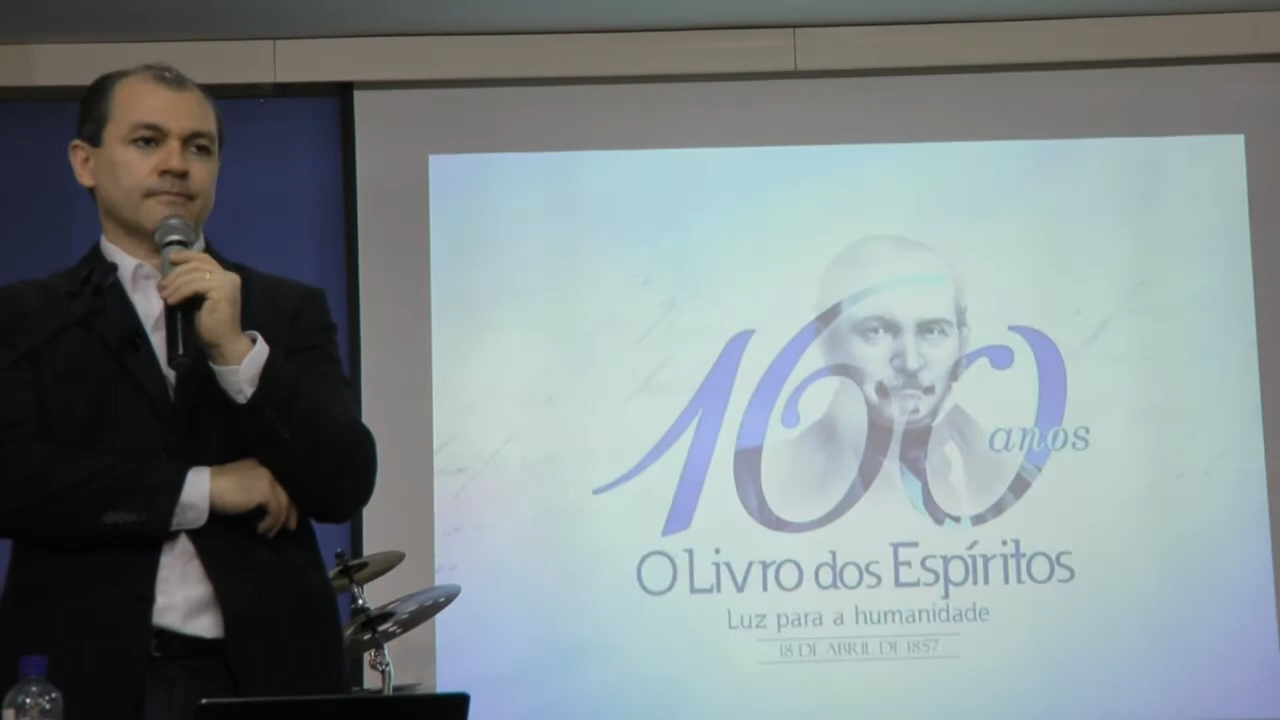 160
anos
O Livro dos Espíritos
Luz para a humanidade
18 DE ABRIL DE 1857